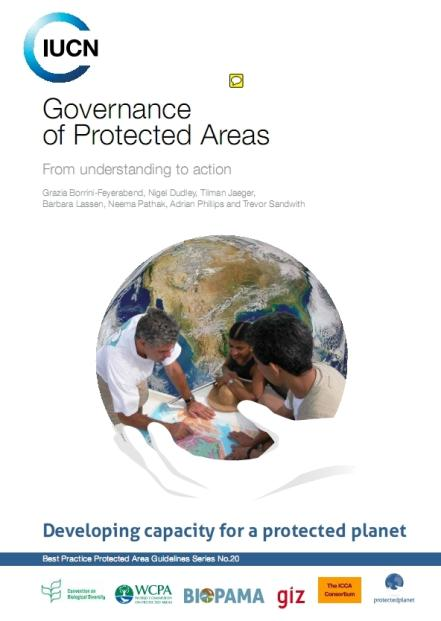 IUCN
Governance
of Protected Areas
From understanding to action
Grazia Borrini-Feyerabend, Nigel Dudley, Tilman Jaeger,
Barbara Lassen, Neema Pathak, Adrian Phillips and Trevor Sandwith
Developing capacity for a protected planet
Best Practice Protected Area Guidelines Series No.20
Convention on
Biological Diversity
WCPA
WORLD COMMISSION
ON PROTECTED AREAS
BIOPAMA
giz
The ICCA
Consortium
protectedplanet